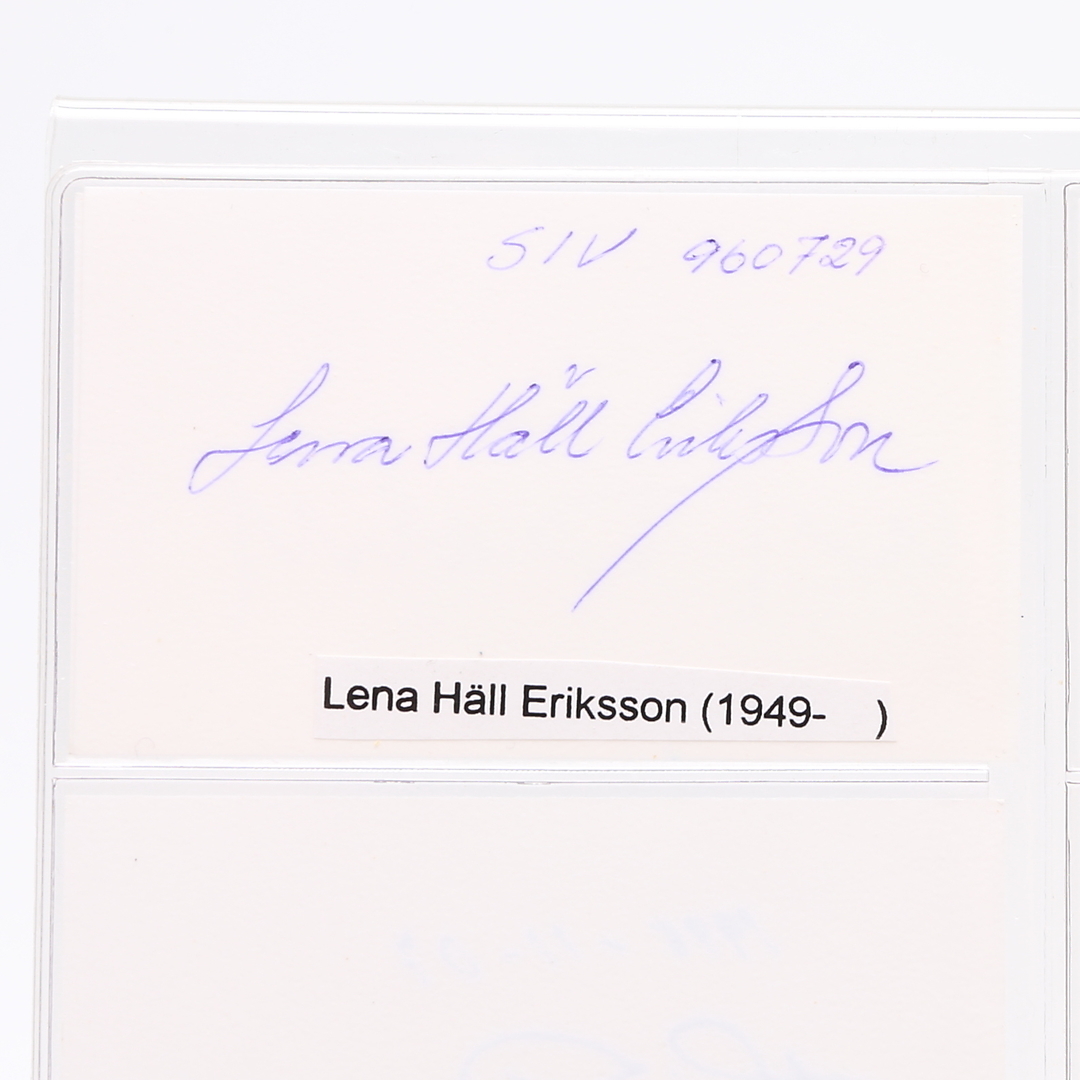 SIV 960729
Lena Häll Eriksson
Lena Häll Eriksson (1949- )